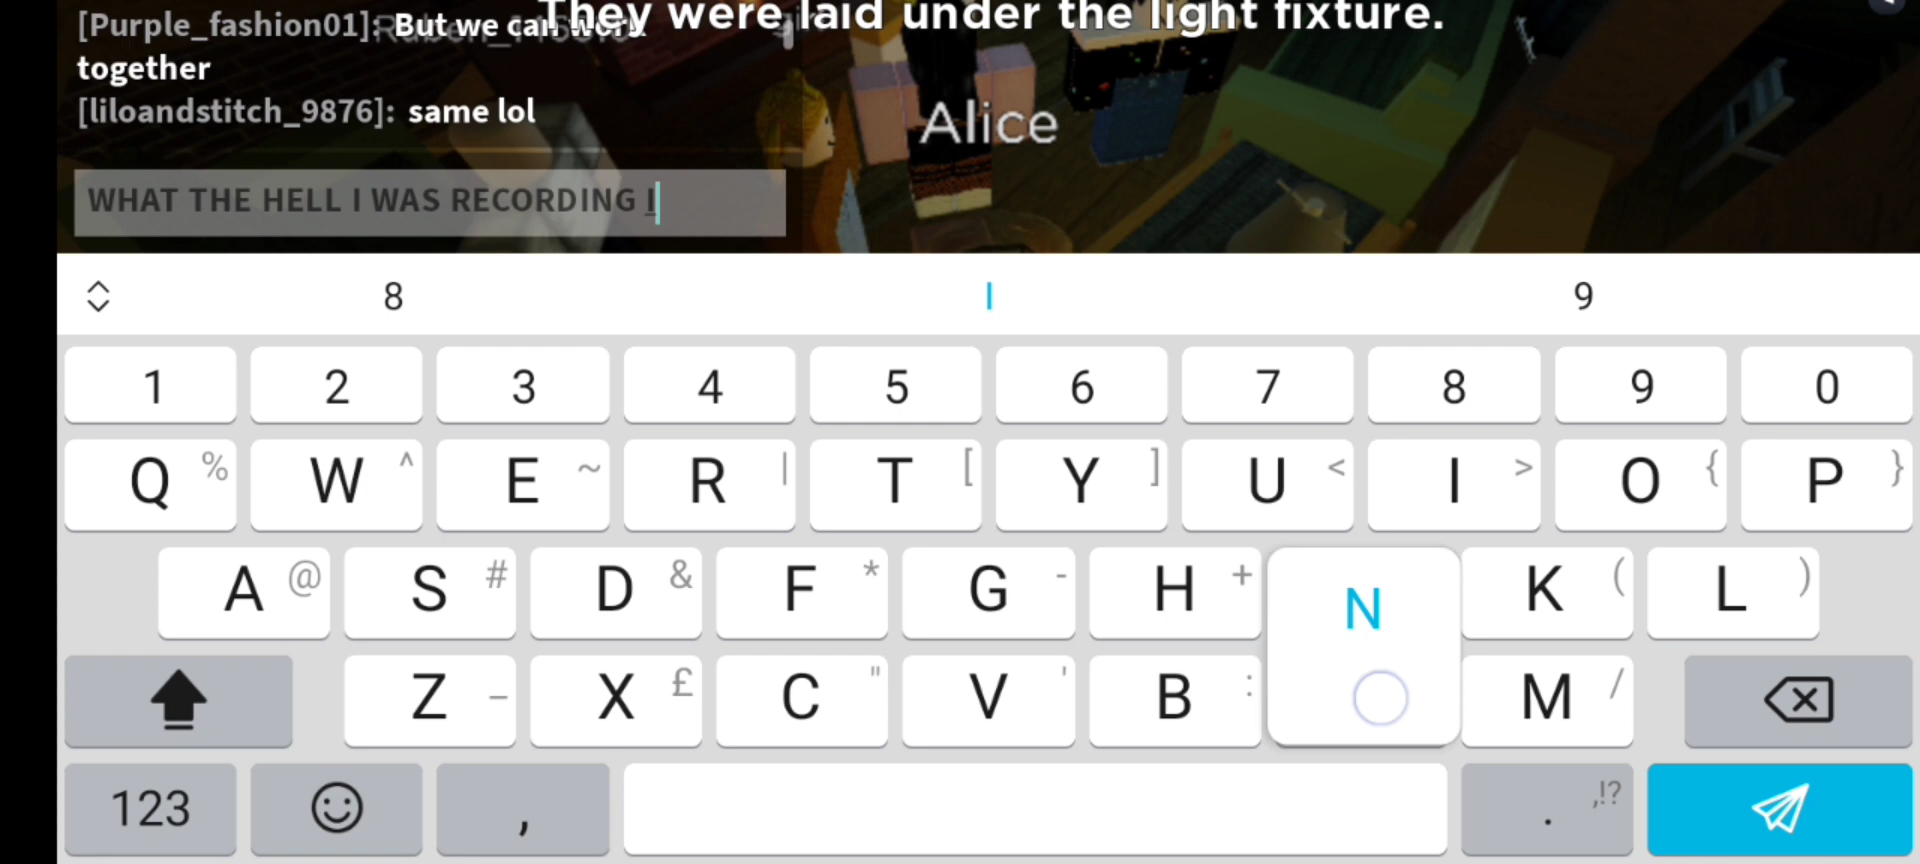 They were laid under the light fixture.
[Purple_fashion01]: But we can work
together
[liloandstitch_9876]: same lol
Alice
WHAT THE HELL I WAS RECORDING I
8 I 9
1 2 3 4 5 6 7 8 9 0
Q % W ^ E ~ R | T [ Y ] U < I > O { P }
A @ S # D & F * G - H + N K ( L )
Z _ X £ C " V ' B : M /
123 , . ,!?